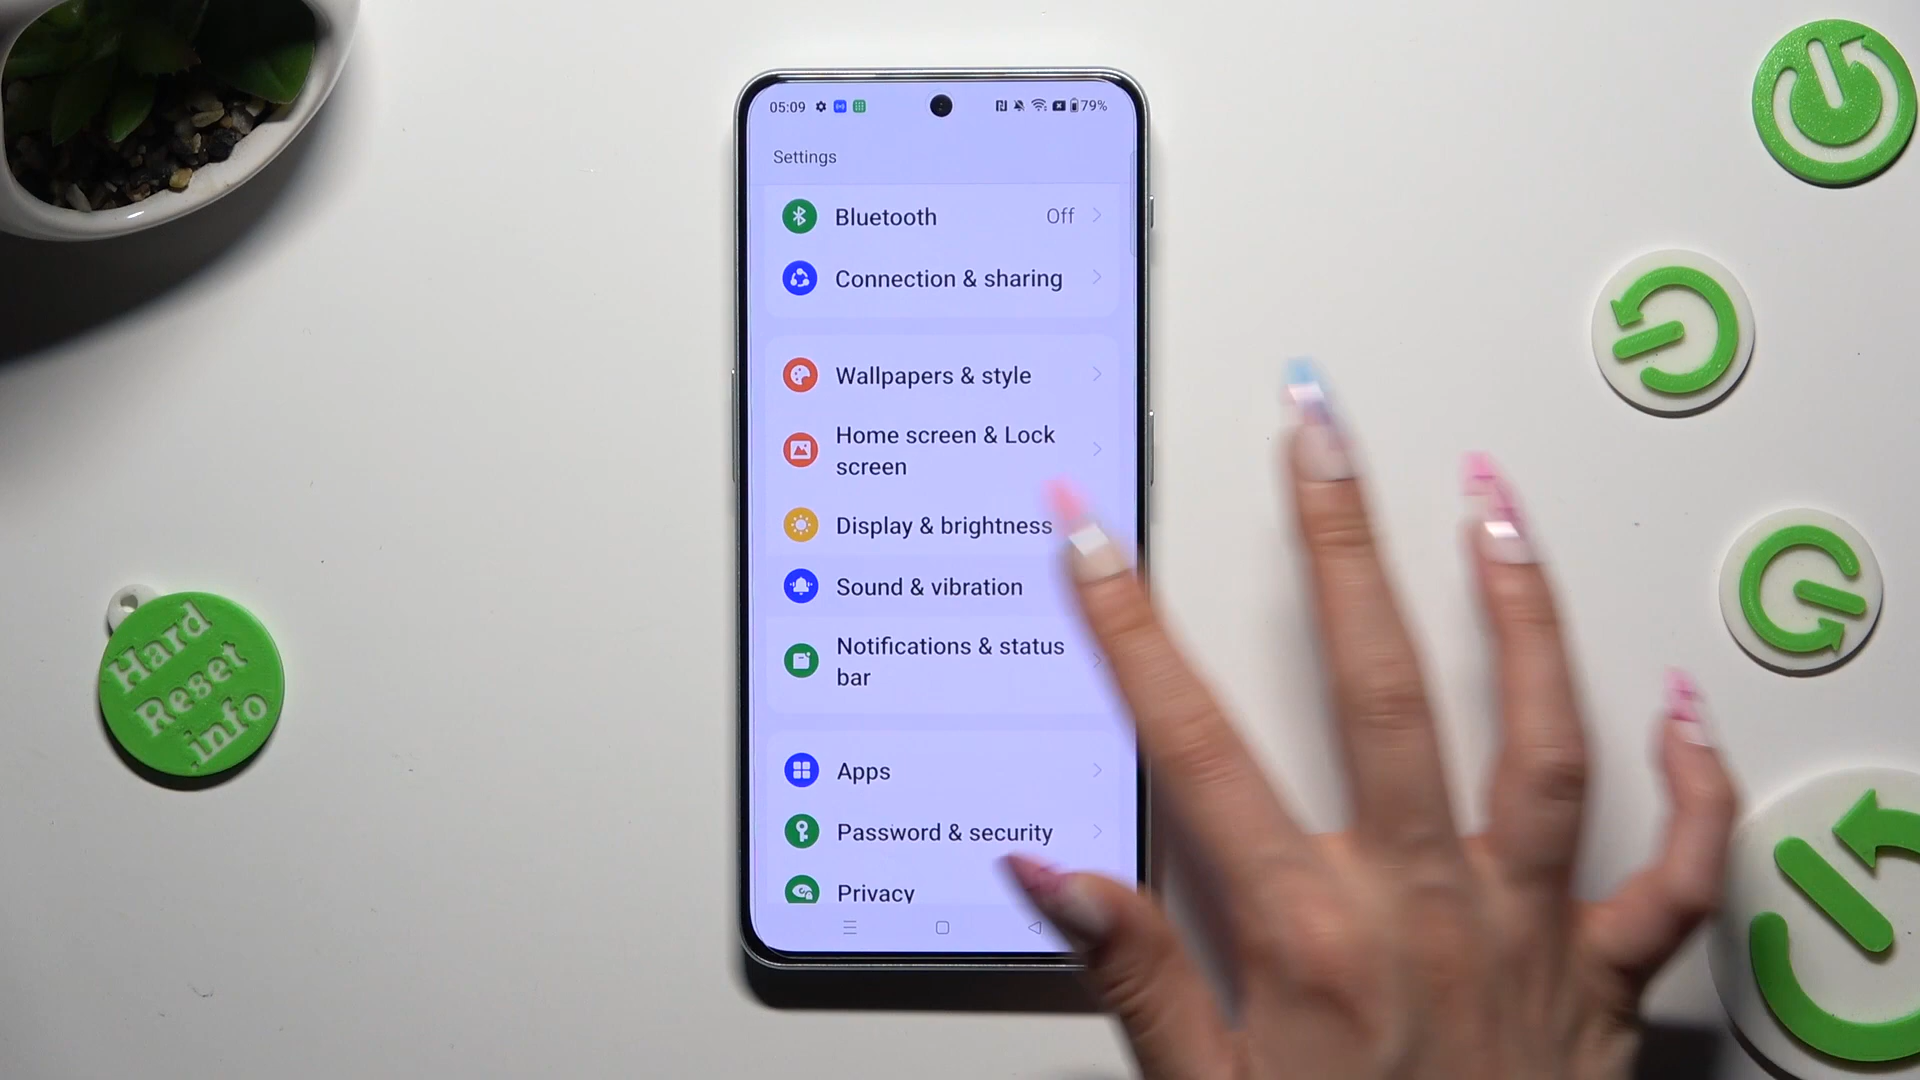 05:09
79%
Settings
Bluetooth Off
Connection & sharing
Wallpapers & style
Home screen & Lock
screen
Display & brightness
Sound & vibration
Notifications & status
bar
Apps
Password & security
Privacy
Hard
Reset
.info